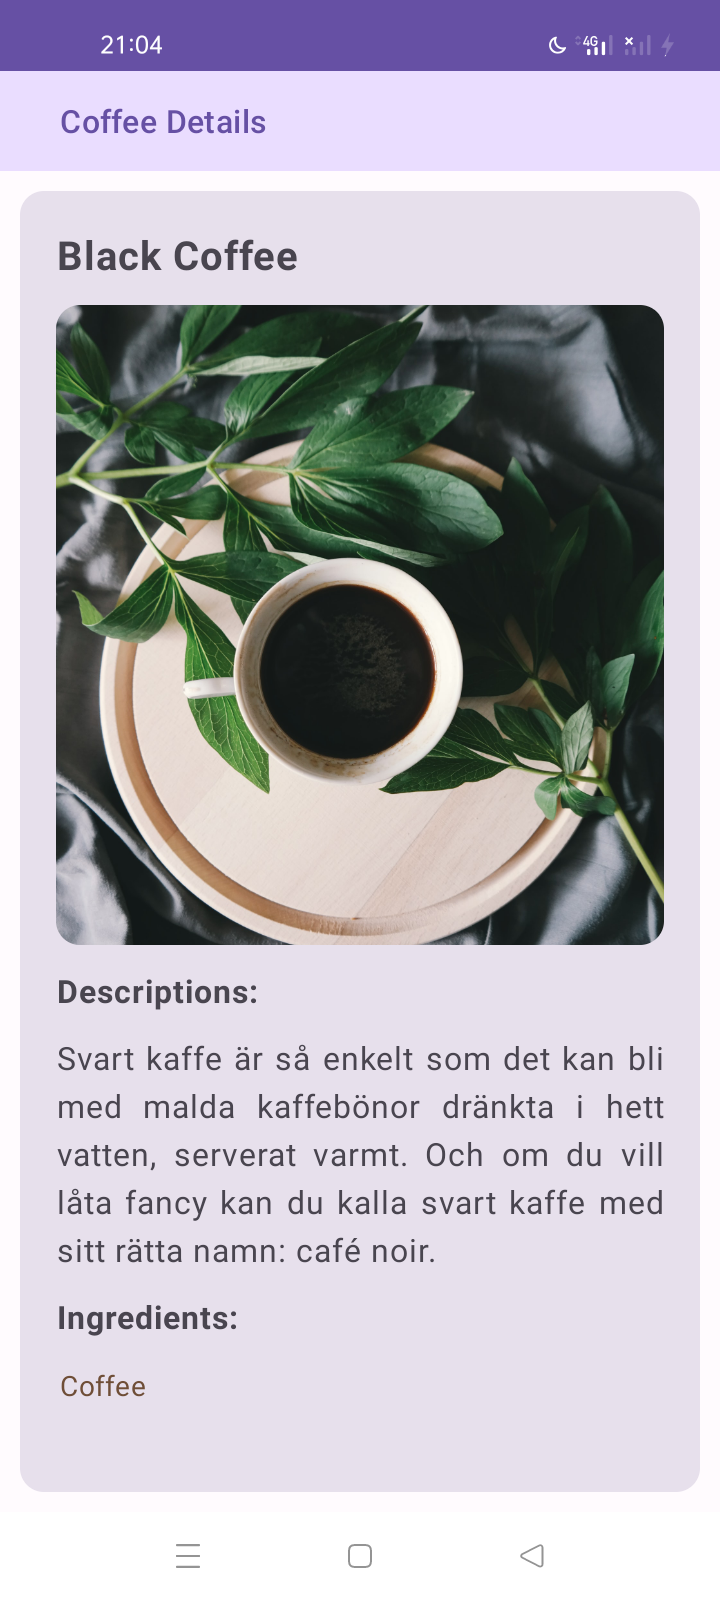 21:04
4G
Coffee Details
Black Coffee
Descriptions:
Svart kaffe är så enkelt som det kan bli
med malda kaffebönor dränkta i hett
vatten, serverat varmt. Och om du vill
låta fancy kan du kalla svart kaffe med
sitt rätta namn: café noir.
Ingredients:
Coffee